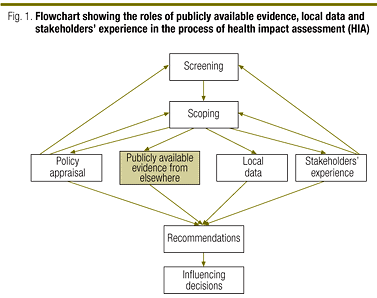 Fig. 1. Flowchart showing the roles of publicly available evidence, local data and
stakeholders' experience in the process of health impact assessment (HIA)
Screening
Scoping
Policy
appraisal
Publicly available
evidence from
elsewhere
Local
data
Stakeholders'
experience
Recommendations
Influencing
decisions